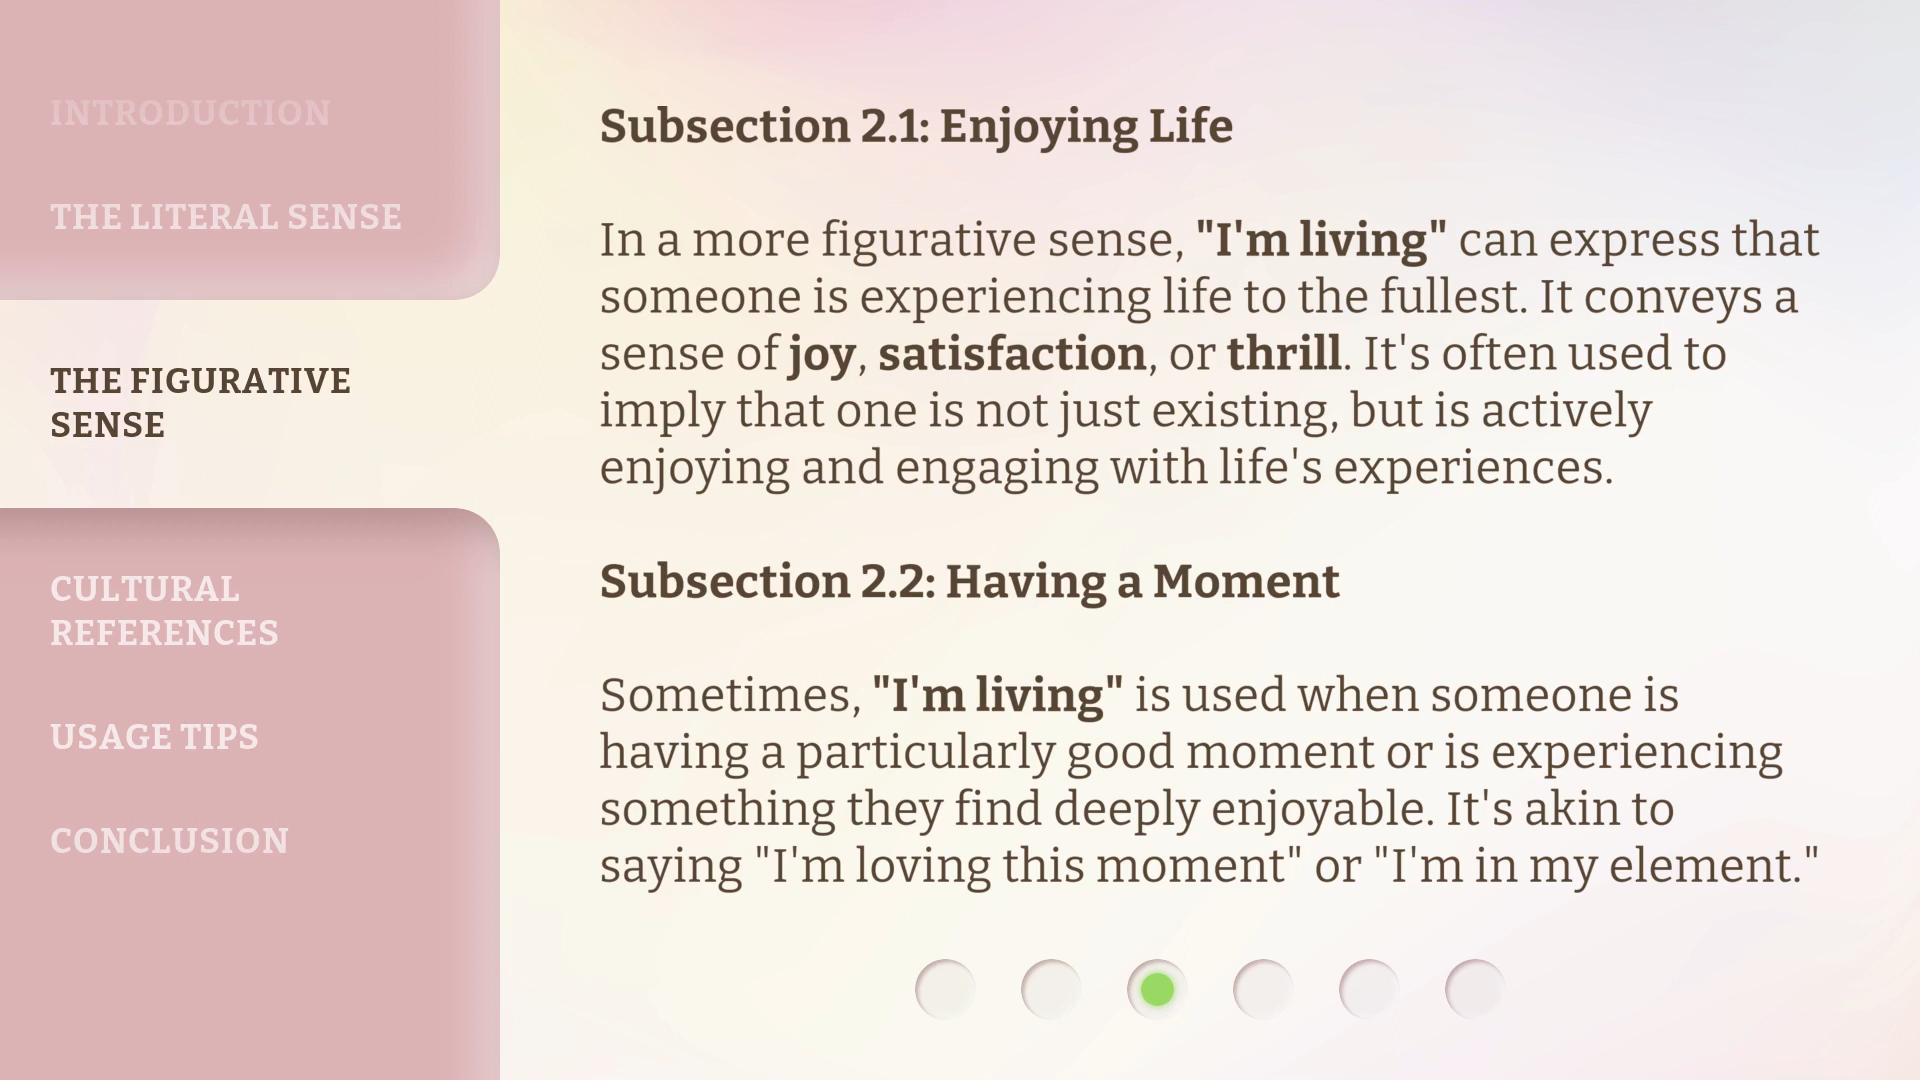 INTRODUCTION
THE LITERAL SENSE
THE FIGURATIVE
SENSE
CULTURAL
REFERENCES
USAGE TIPS
CONCLUSION
Subsection 2.1: Enjoying Life
In a more figurative sense, "I'm living" can express that
someone is experiencing life to the fullest. It conveys a
sense of joy, satisfaction, or thrill. It's often used to
imply that one is not just existing, but is actively
enjoying and engaging with life's experiences.
Subsection 2.2: Having a Moment
Sometimes, "I'm living" is used when someone is
having a particularly good moment or is experiencing
something they find deeply enjoyable. It's akin to
saying "I'm loving this moment" or "I'm in my element."